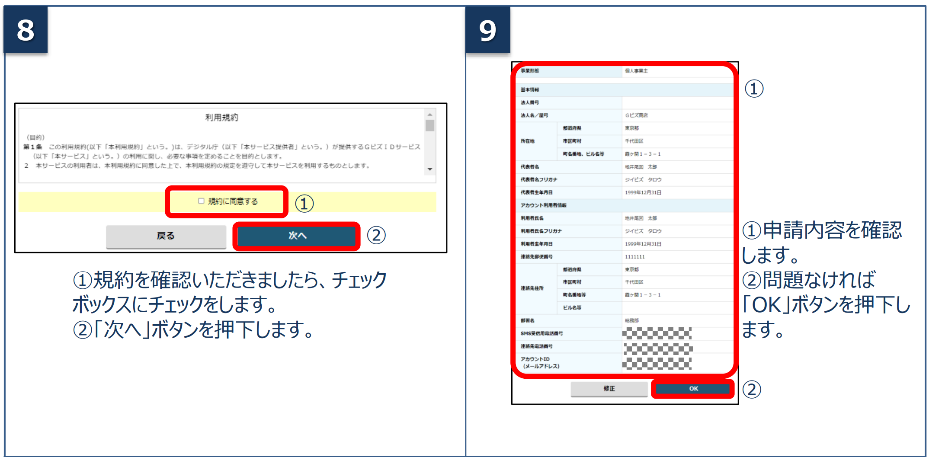 8
利用規約
(目的)
第1条 この利用規約(以下「本利用規約」という。)は、デジタル庁(以下「本サービス提供者」という。)が提供するGビズIDサービス
(以下「本サービス」という。)の利用に関し、必要な事項を定めることを目的とします。
2 本サービスの利用者は、本利用規約に同意した上で、本利用規約の規定を遵守して本サービスを利用するものとします。
規約に同意する
①
戻る
次へ
②
①規約を確認いただきましたら、チェック
ボックスにチェックをします。
②「次へ」ボタンを押下します。
9
事業形態 個人事業主
①
基本情報
法人番号
法人名/屋号 Gビズ商店
所在地
都道府県 東京都
市区町村 千代田区
町名番地、ビル名等 霞ヶ関1-3-1
代表者名 太郎
代表者名フリガナ ジイビズ タロウ
代表者生年月日 1999年12月31日
アカウント利用者情報
利用者氏名 太郎
利用者氏名フリガナ ジイビズ タロウ
利用者生年月日 1999年12月31日
連絡先郵便番号 1111111
連絡先住所
都道府県 東京都
市区町村 千代田区
町名番地等 霞ヶ関1-3-1
ビル名等
部署名 総務部
SMS受信用電話番号
連絡先電話番号
アカウントID
(メールアドレス)
修正
OK
②
①申請内容を確認
します。
②問題なければ
「OK」ボタンを押下し
ます。